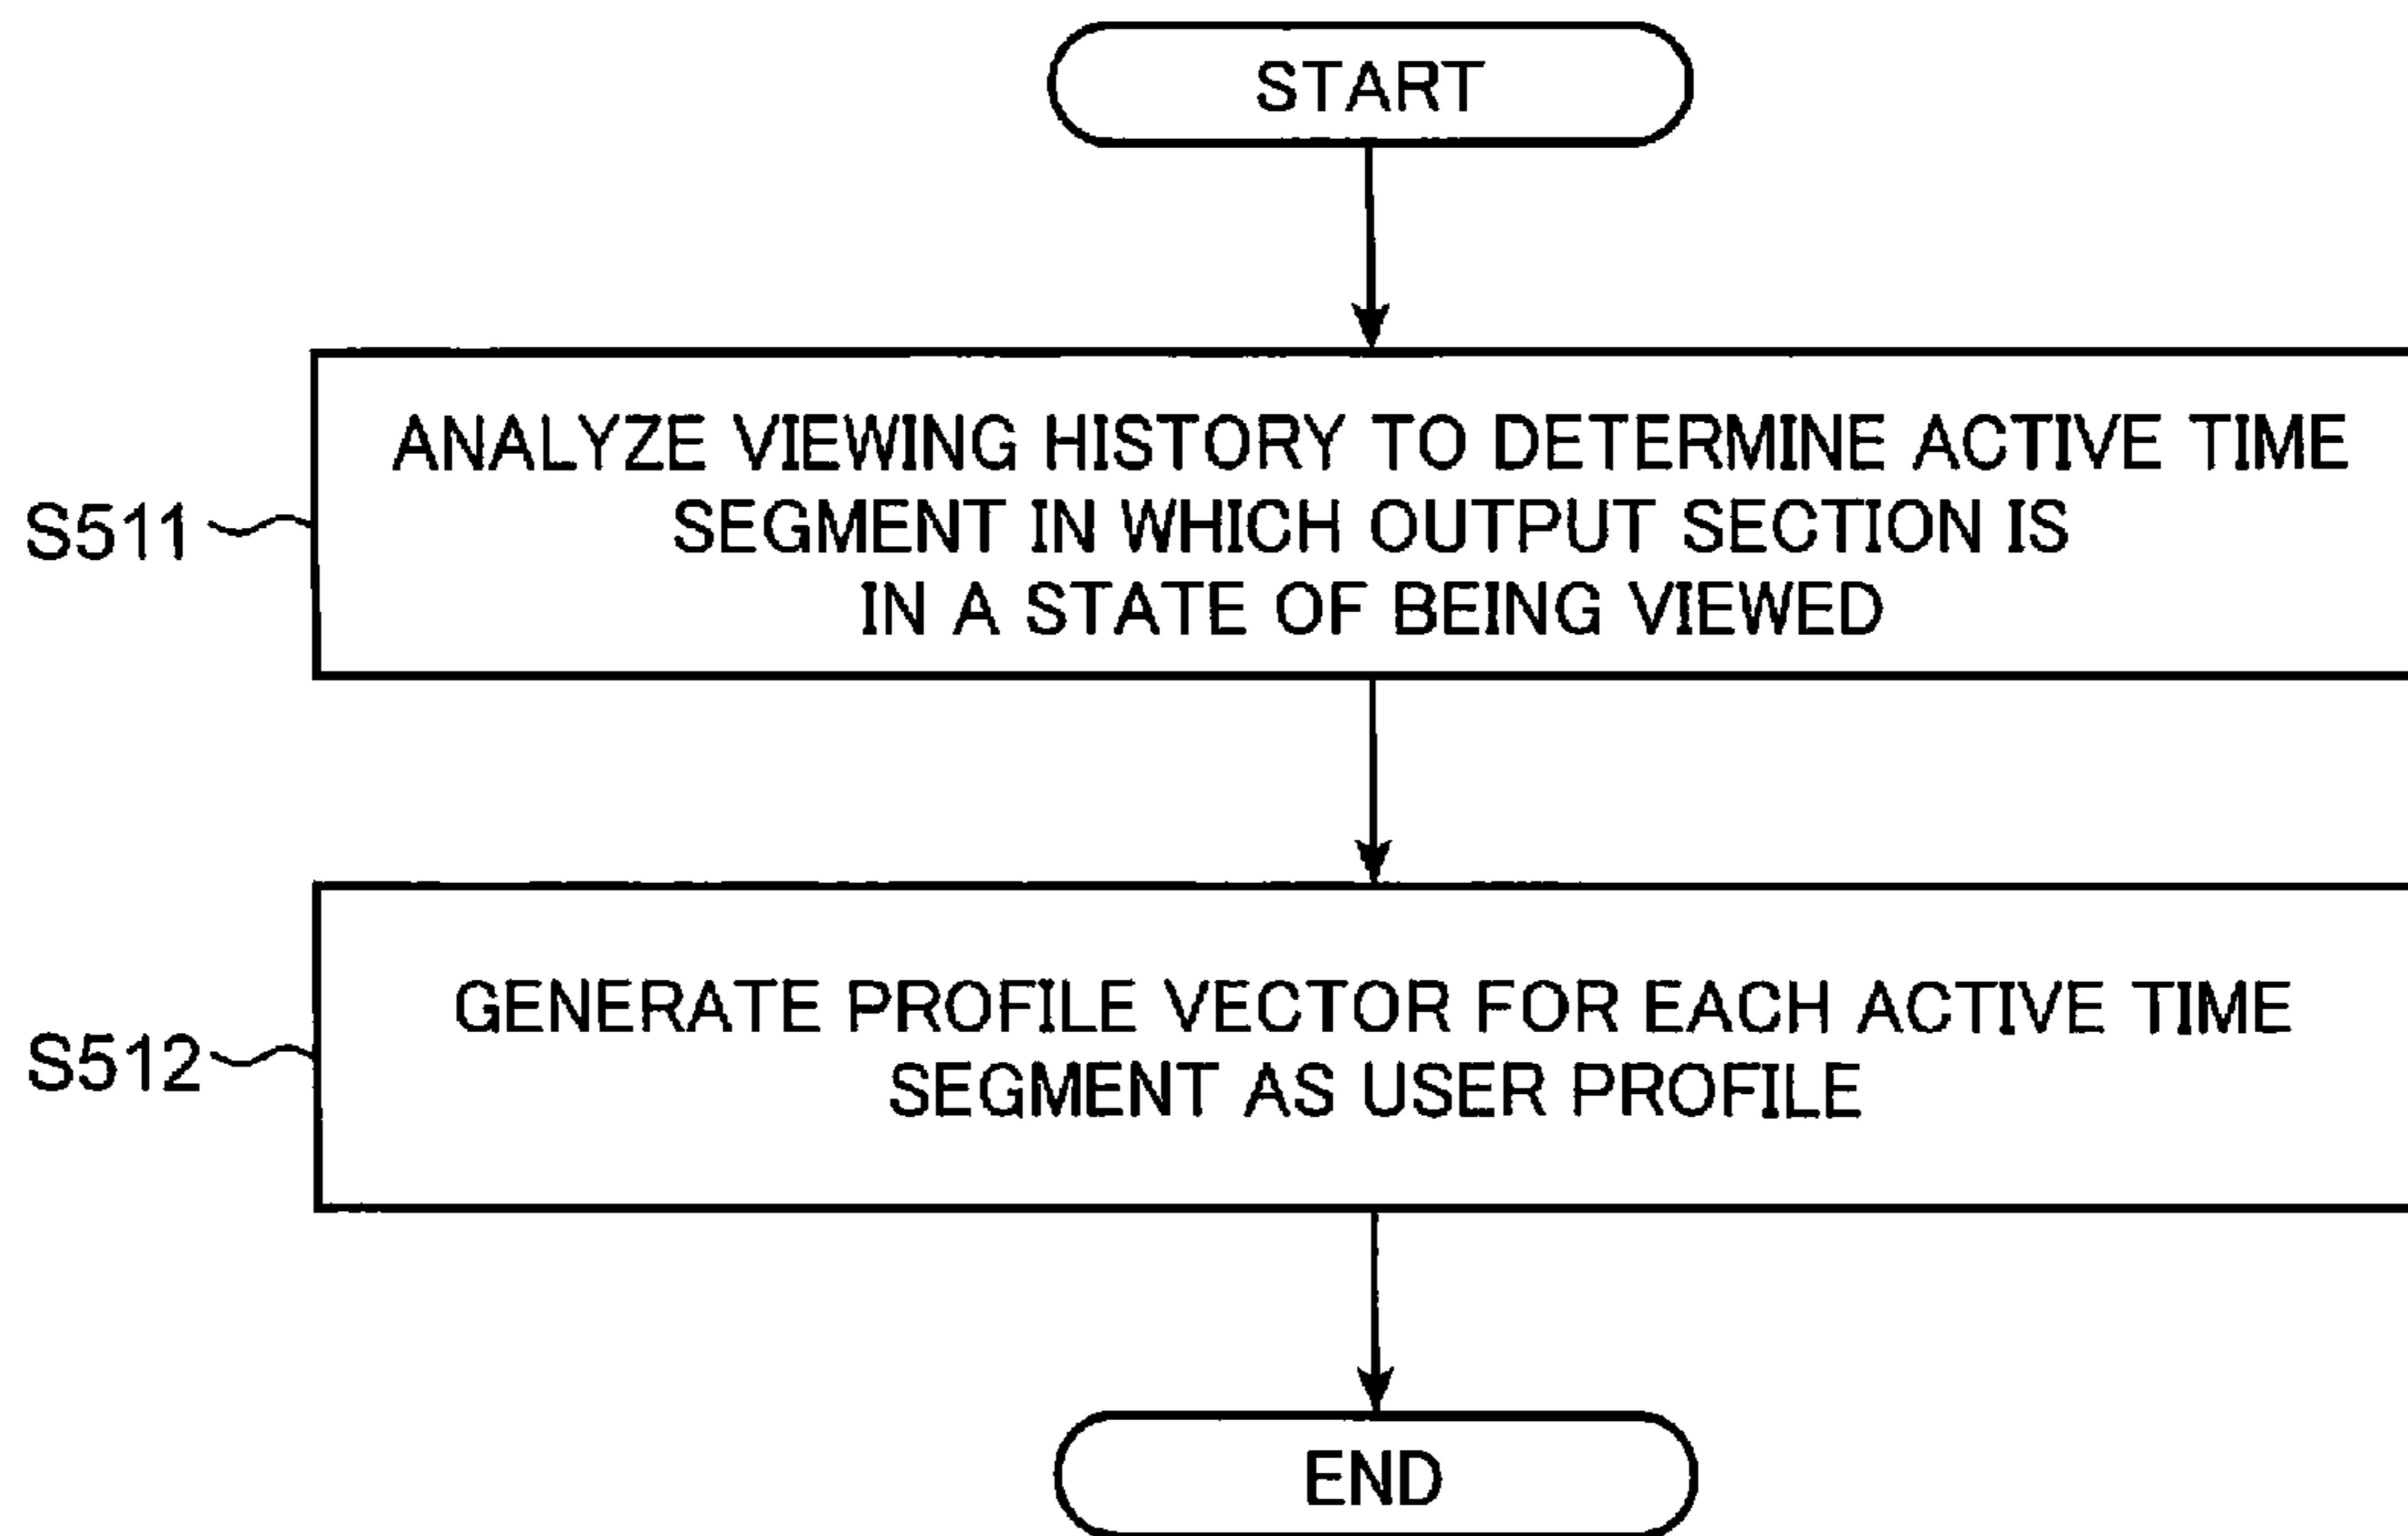 START
ANALYZE VIEWING HISTORY TO DETERMINE ACTIVE TIME
SEGMENT IN WHICH OUTPUT SECTION IS
IN A STATE OF BEING VIEWED
S511
GENERATE PROFILE VECTOR FOR EACH ACTIVE TIME
SEGMENT AS USER PROFILE
S512
END